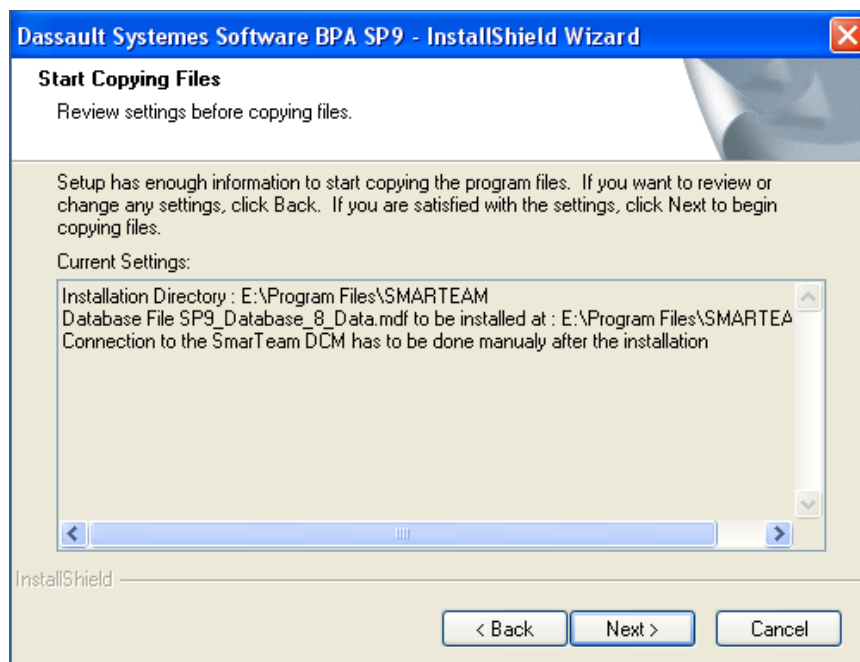 Dassault Systemes Software BPA SP9 - InstallShield Wizard
Start Copying Files
Review settings before copying files.
Setup has enough information to start copying the program files.  If you want to review or
change any settings, click Back.  If you are satisfied with the settings, click Next to begin
copying files.
Current Settings:
Installation Directory : E:\Program Files\SMARTEAM
Database File SP9_Database_8_Data.mdf to be installed at : E:\Program Files\SMARTEA
Connection to the SmarTeam DCM has to be done manualy after the installation
InstallShield
< Back
Next >
Cancel